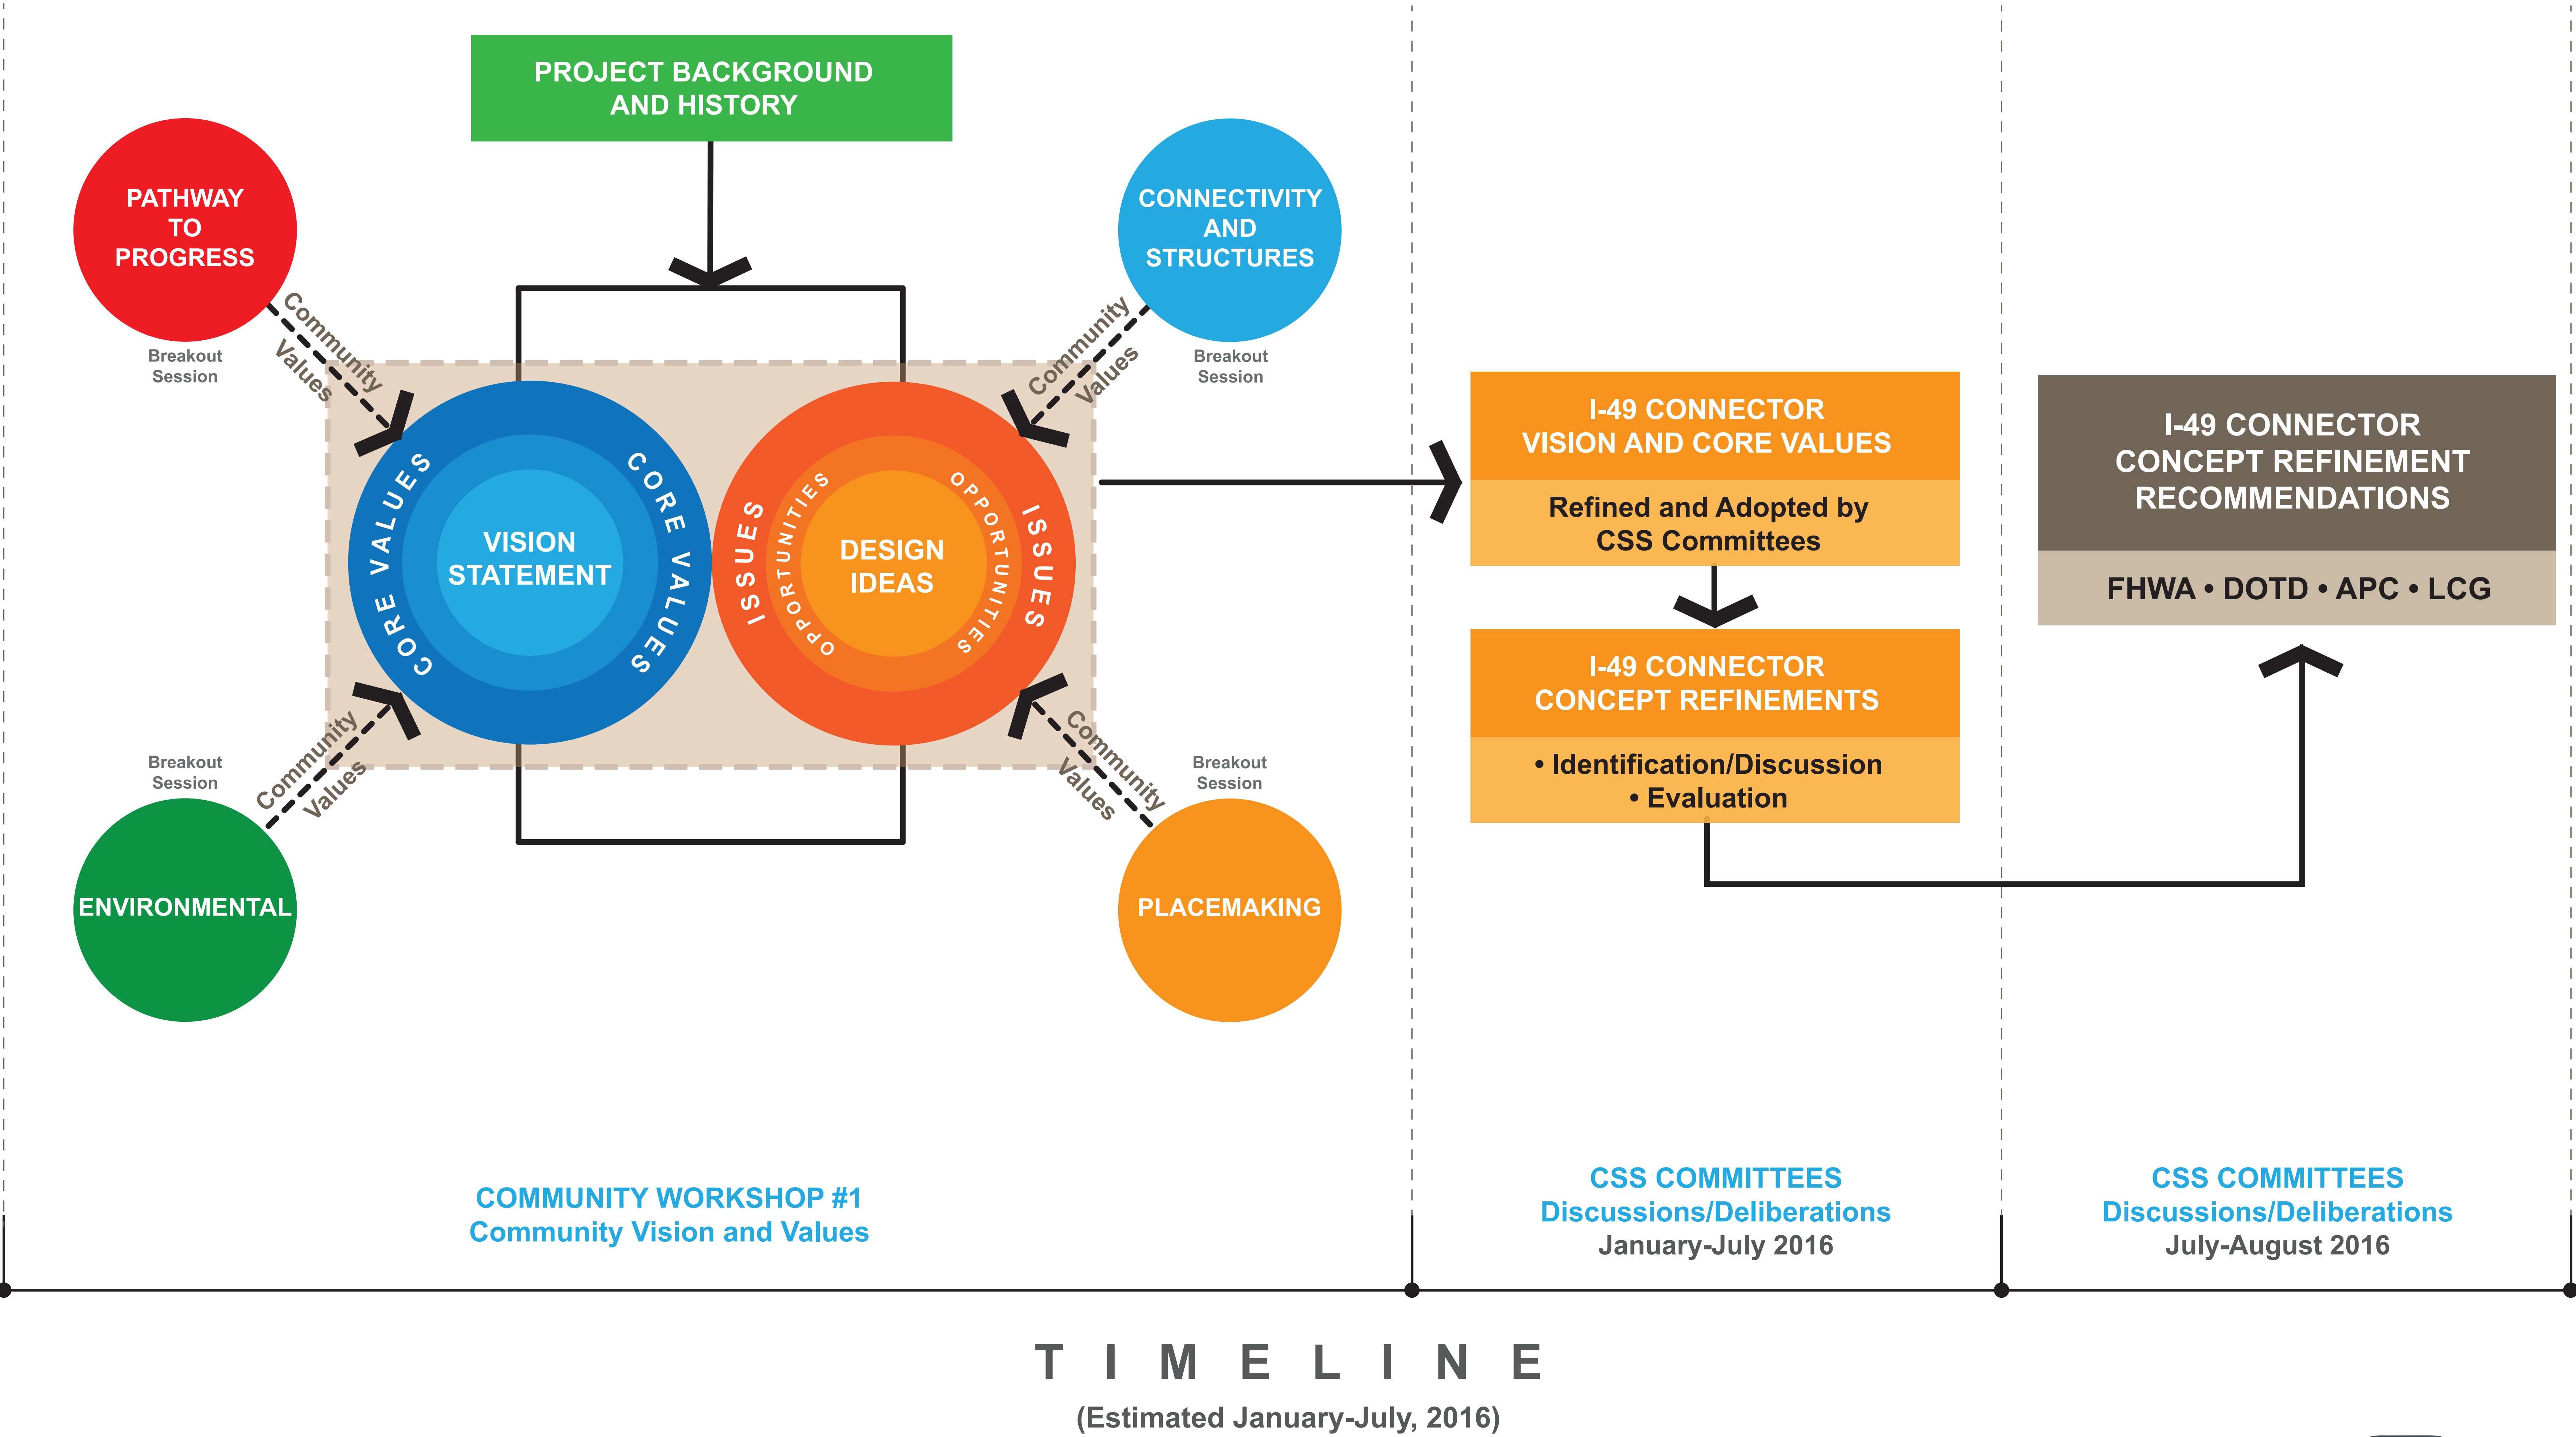 PROJECT BACKGROUND
AND HISTORY
PATHWAY
TO
PROGRESS
Breakout
Session
Community
Values
CONNECTIVITY
AND
STRUCTURES
Breakout
Session
Community
Values
CORE VALUES
CORE VALUES
VISION
STATEMENT
ISSUES
OPPORTUNITIES
DESIGN
IDEAS
OPPORTUNITIES
ISSUES
Community
Values
Breakout
Session
ENVIRONMENTAL
Community
Values
Breakout
Session
PLACEMAKING
I-49 CONNECTOR
VISION AND CORE VALUES
Refined and Adopted by
CSS Committees
I-49 CONNECTOR
CONCEPT REFINEMENTS
• Identification/Discussion
• Evaluation
I-49 CONNECTOR
CONCEPT REFINEMENT
RECOMMENDATIONS
FHWA • DOTD • APC • LCG
COMMUNITY WORKSHOP #1
Community Vision and Values
CSS COMMITTEES
Discussions/Deliberations
January-July 2016
CSS COMMITTEES
Discussions/Deliberations
July-August 2016
TIMELINE
(Estimated January-July, 2016)